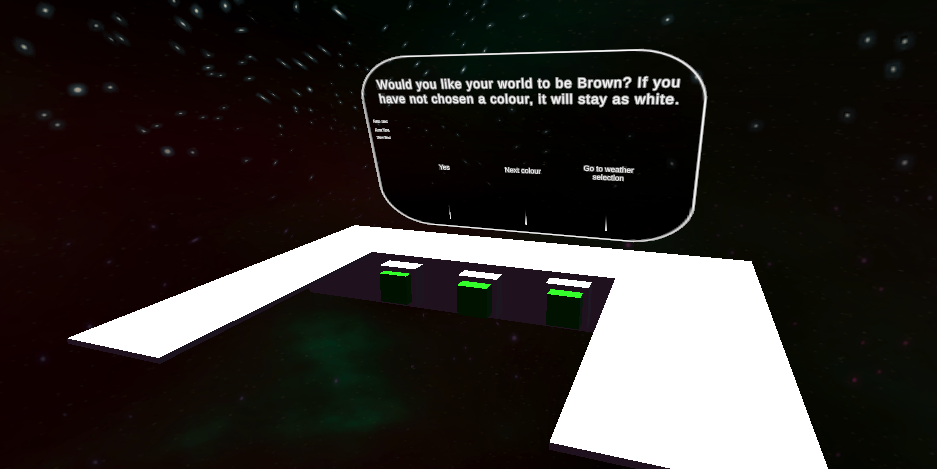 Would you like your world to be Brown? If you
have not chosen a colour, it will stay as white.
Yes
Next colour
Go to weather
selection